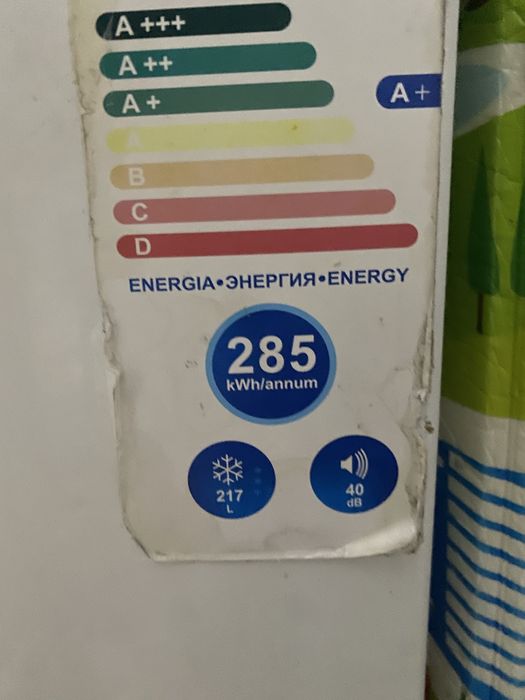 A +++
A ++
A +
A+
A
B
C
D
ENERGIA•ЭНЕРГИЯ•ENERGY
285
kWh/annum
217
L
40
dB